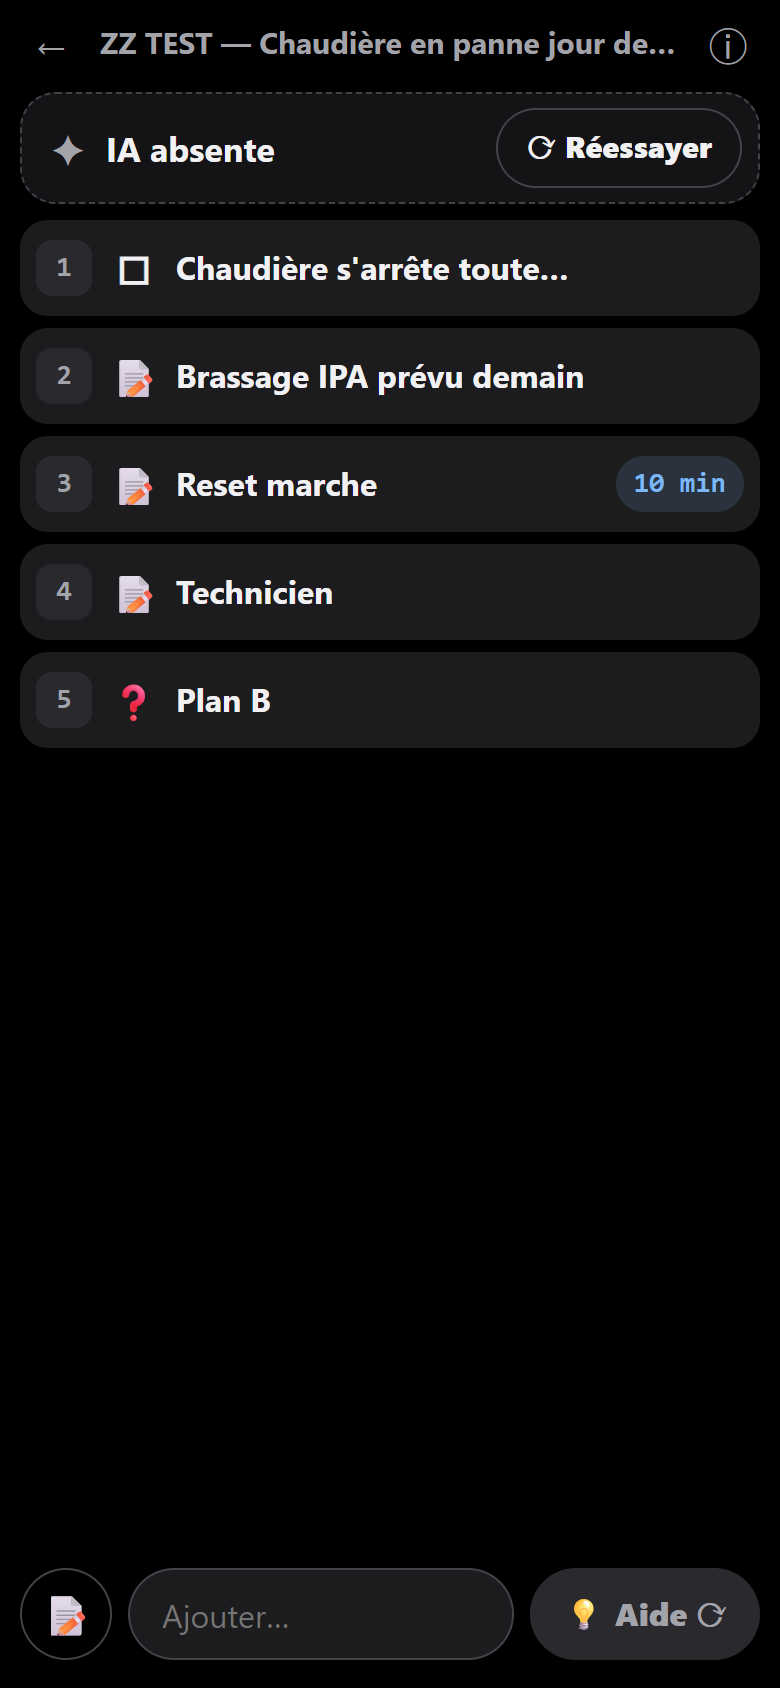 ← ZZ TEST — Chaudière en panne jour de... ⓘ
✦ IA absente ⟳ Réessayer
1 ☐ Chaudière s'arrête toute...
2 📝 Brassage IPA prévu demain
3 📝 Reset marche 10 min
4 📝 Technicien
5 ❓ Plan B
📝 Ajouter... 💡 Aide ⟳